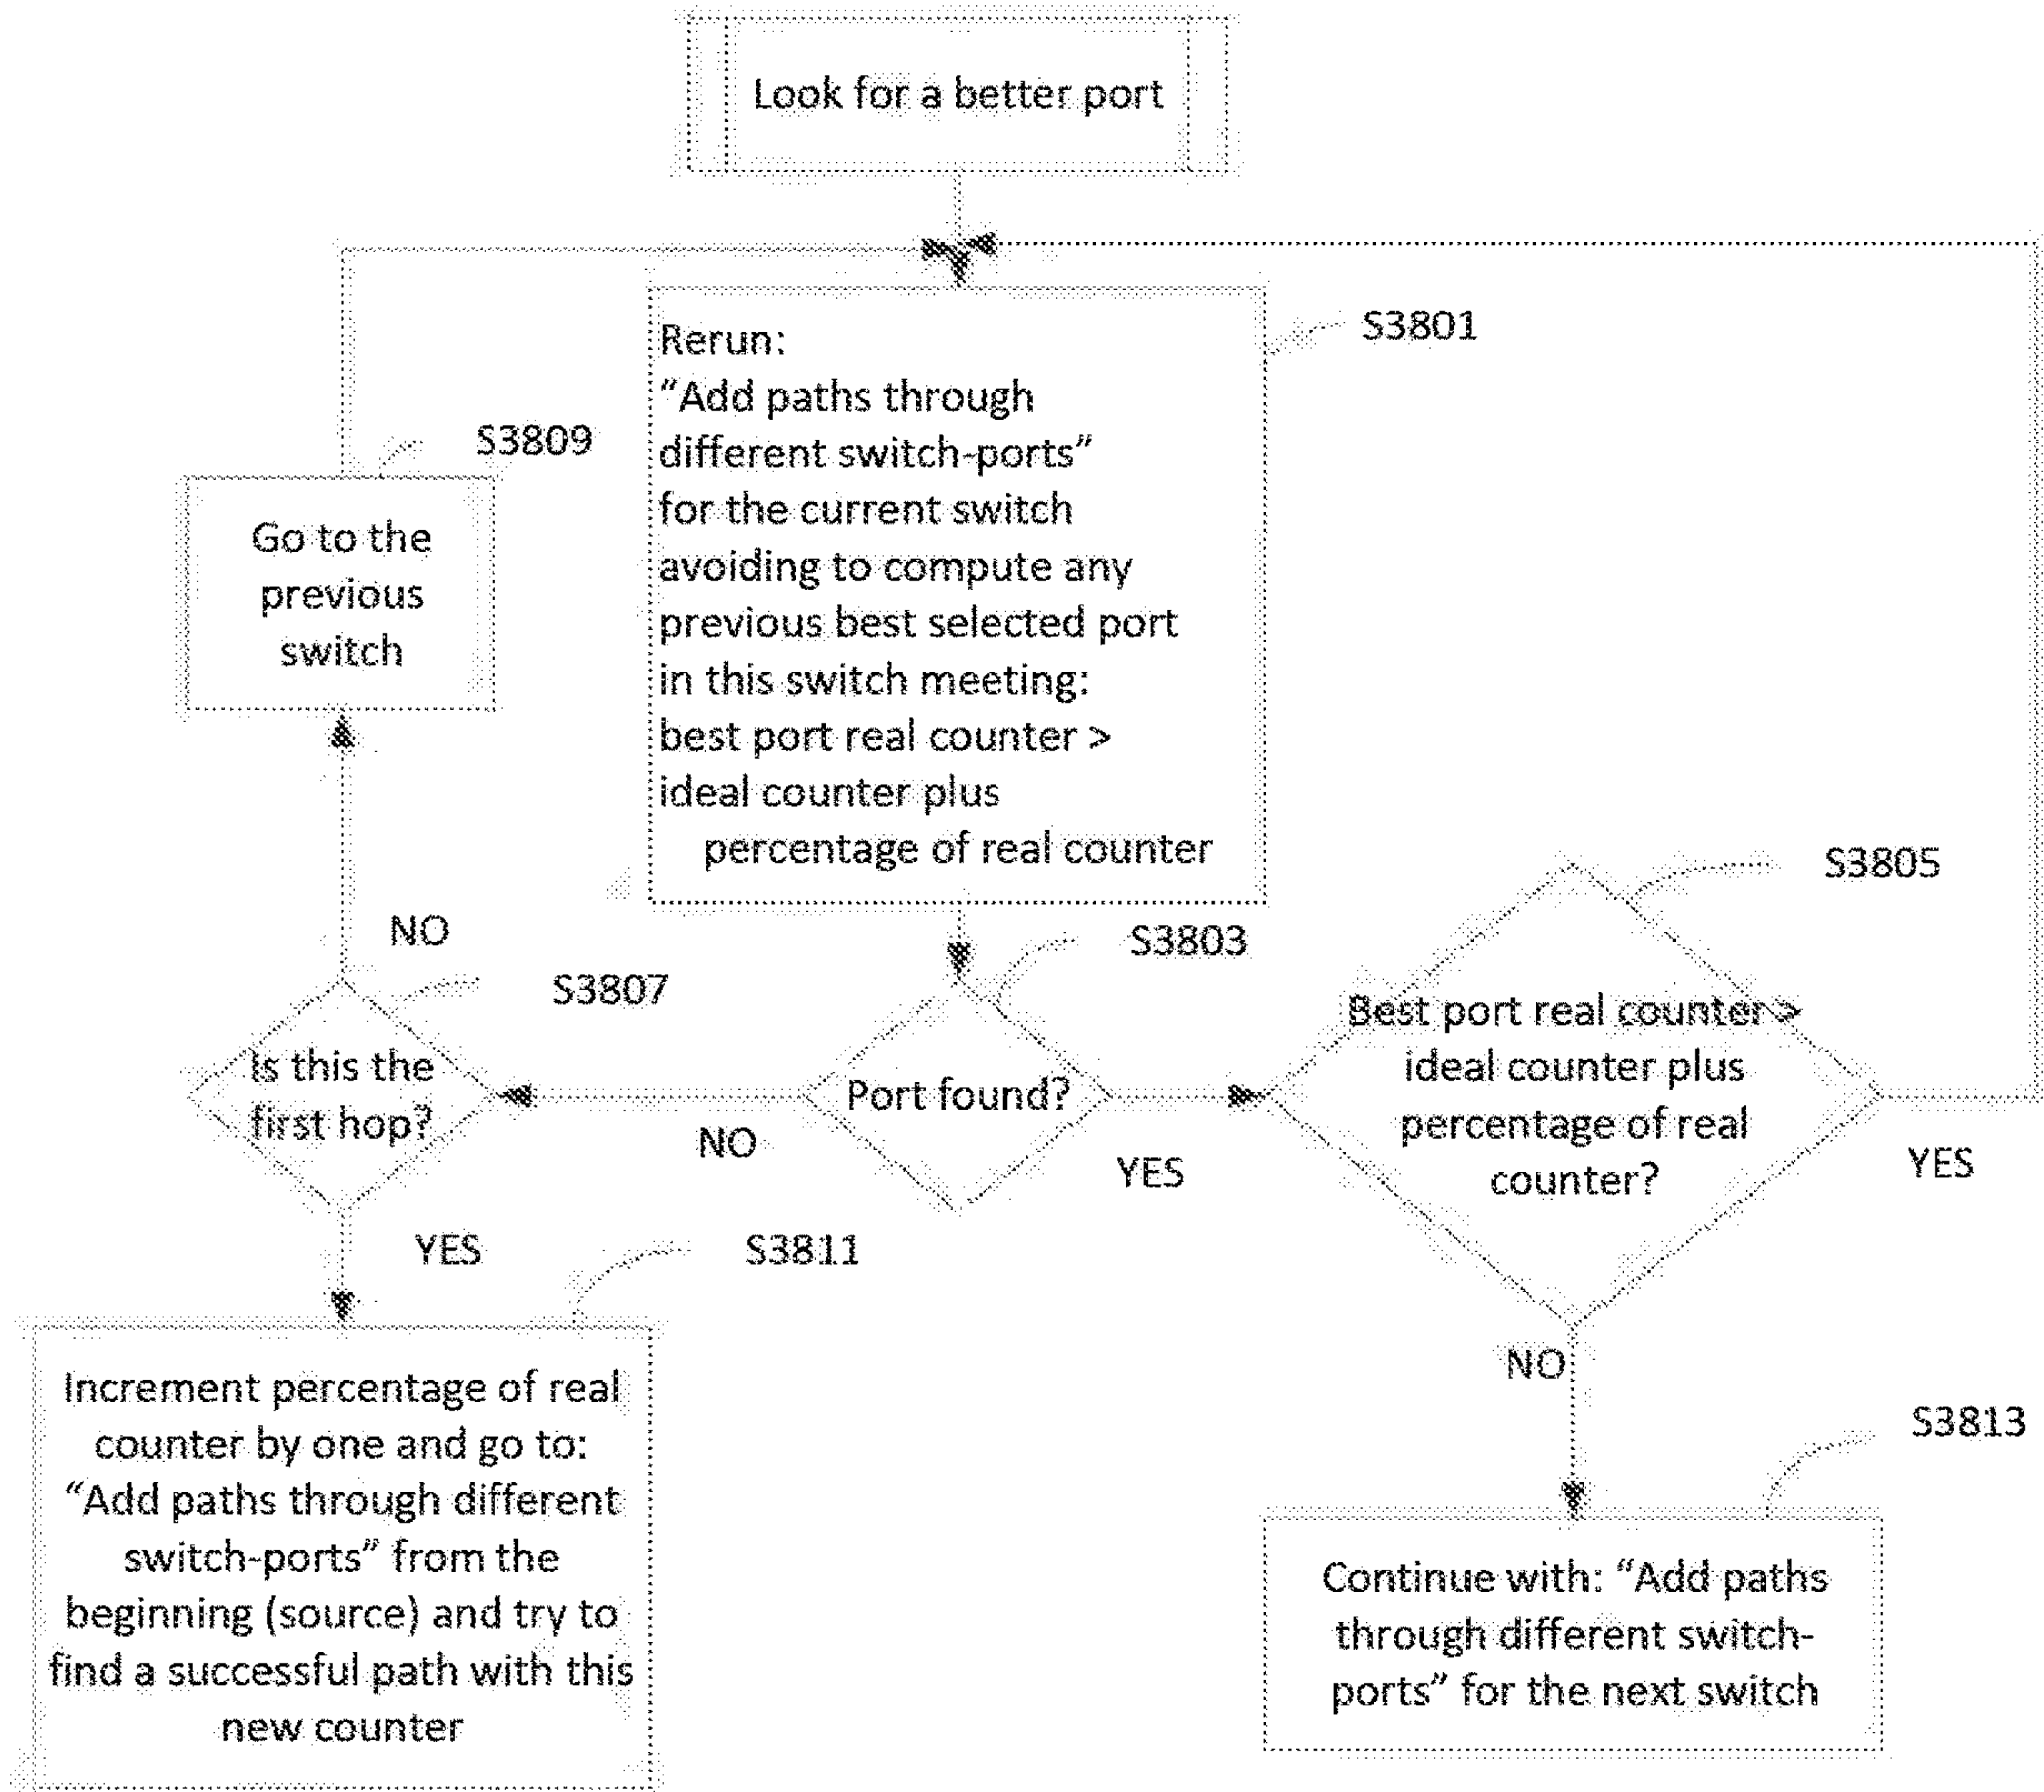 Look for a better port
S3801
Rerun:
“Add paths through
different switch-ports”
for the current switch
avoiding to compute any
previous best selected port
in this switch meeting:
best port real counter >
ideal counter plus
percentage of real counter
S3809
Go to the
previous
switch
NO
S3807
Is this the
first hop?
S3803
Port found?
NO
YES
S3805
Best port real counter >
ideal counter plus
percentage of real
counter?
YES
NO
YES
S3811
Increment percentage of real
counter by one and go to:
“Add paths through different
switch-ports” from the
beginning (source) and try to
find a successful path with this
new counter
S3813
Continue with: “Add paths
through different switch-
ports” for the next switch